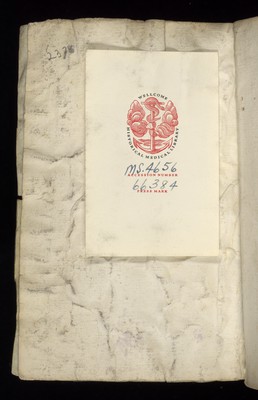 WELLCOME
HISTORICAL MEDICAL LIBRARY
MS.4656
ACCESSION NUMBER
66384
PRESS MARK